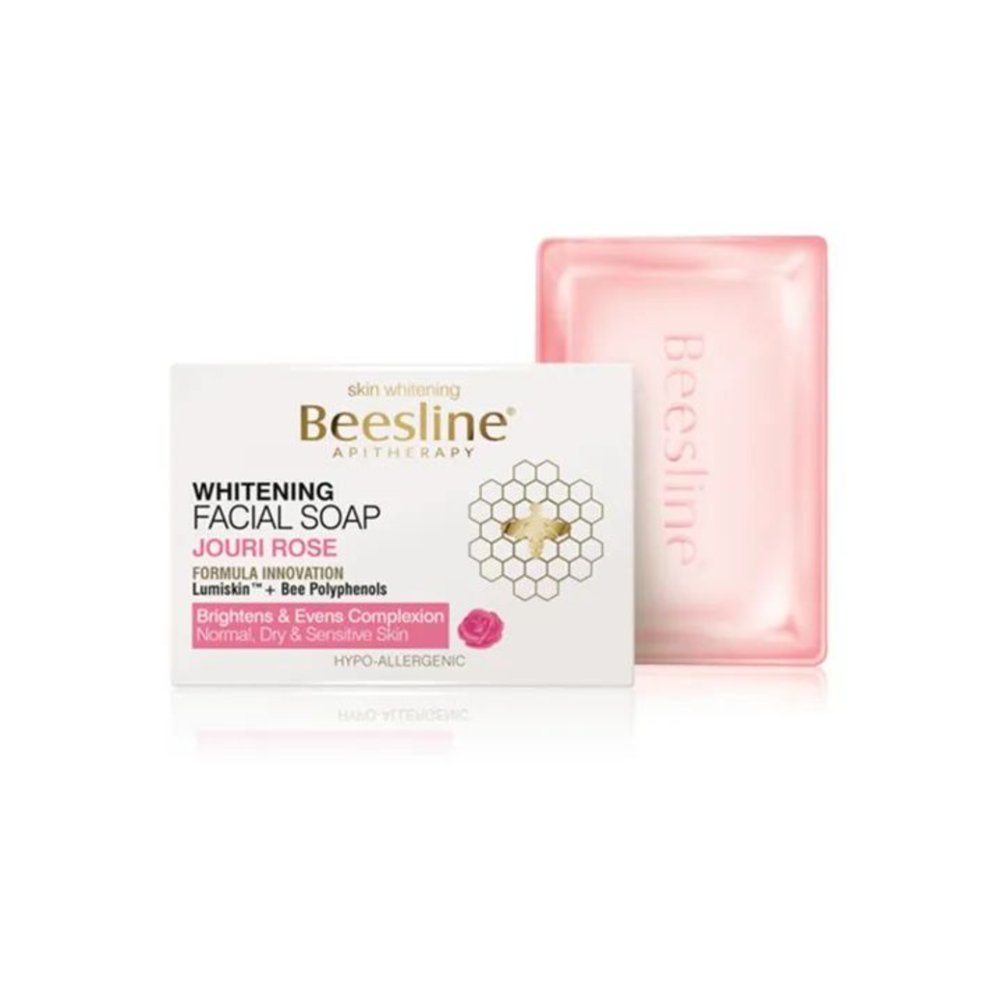 skin whitening
Beesline®
APITHERAPY
WHITENING
FACIAL SOAP
JOURI ROSE
FORMULA INNOVATION
Lumiskin™ + Bee Polyphenols
Brightens & Evens Complexion
Normal, Dry & Sensitive Skin
HYPO-ALLERGENIC
Beesline®